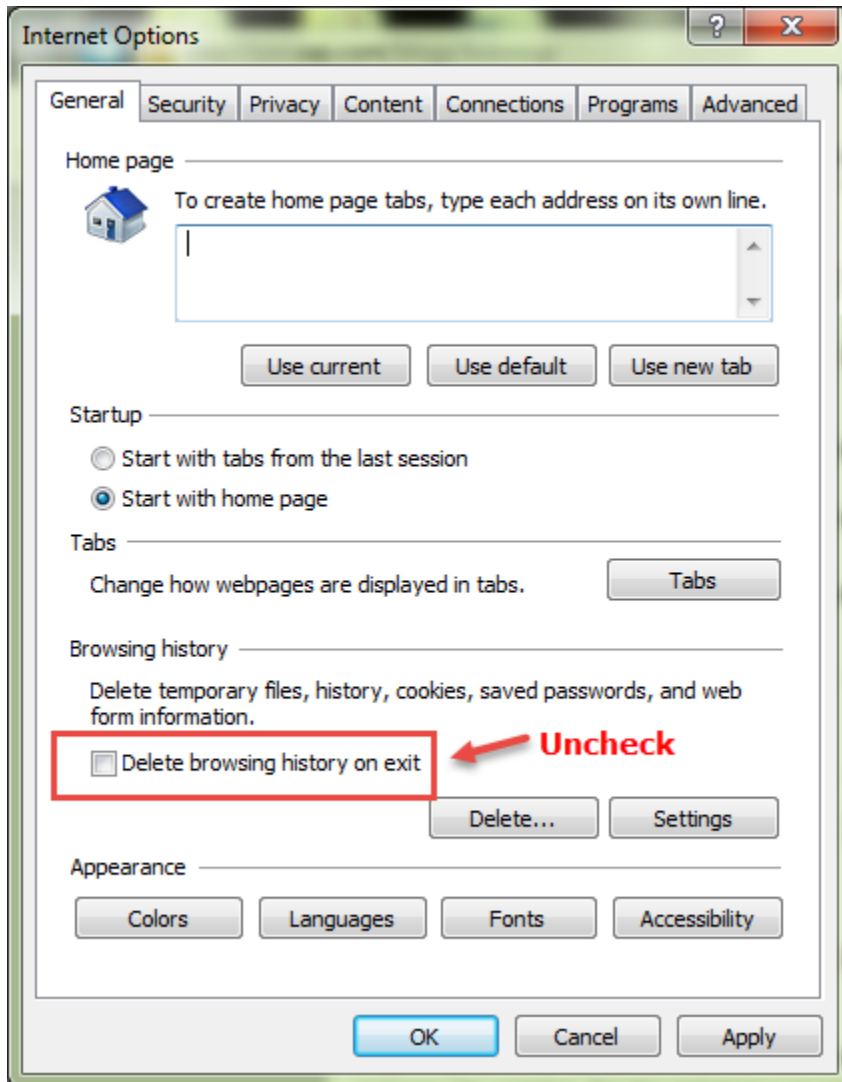 Internet Options
?
X
General Security Privacy Content Connections Programs Advanced
Home page
To create home page tabs, type each address on its own line.
Use current Use default Use new tab
Startup
Start with tabs from the last session
Start with home page
Tabs
Change how webpages are displayed in tabs. Tabs
Browsing history
Delete temporary files, history, cookies, saved passwords, and web
form information.
Delete browsing history on exit Uncheck
Delete... Settings
Appearance
Colors Languages Fonts Accessibility
OK Cancel Apply